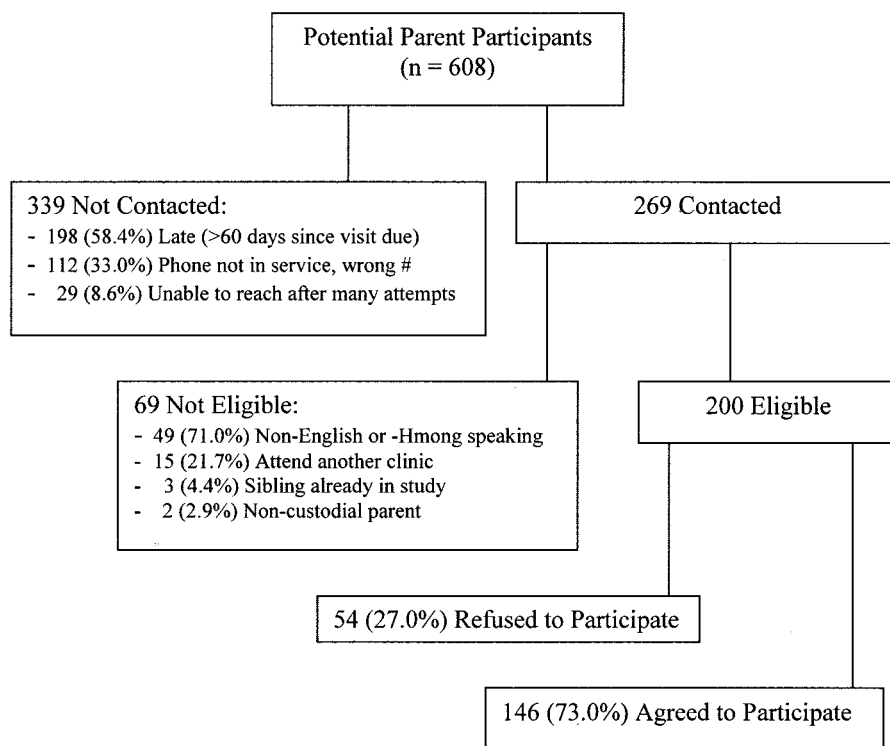 Potential Parent Participants
(n = 608)
339 Not Contacted:
- 198 (58.4%) Late (>60 days since visit due)
- 112 (33.0%) Phone not in service, wrong #
- 29 (8.6%) Unable to reach after many attempts
269 Contacted
69 Not Eligible:
- 49 (71.0%) Non-English or -Hmong speaking
- 15 (21.7%) Attend another clinic
- 3 (4.4%) Sibling already in study
- 2 (2.9%) Non-custodial parent
200 Eligible
54 (27.0%) Refused to Participate
146 (73.0%) Agreed to Participate